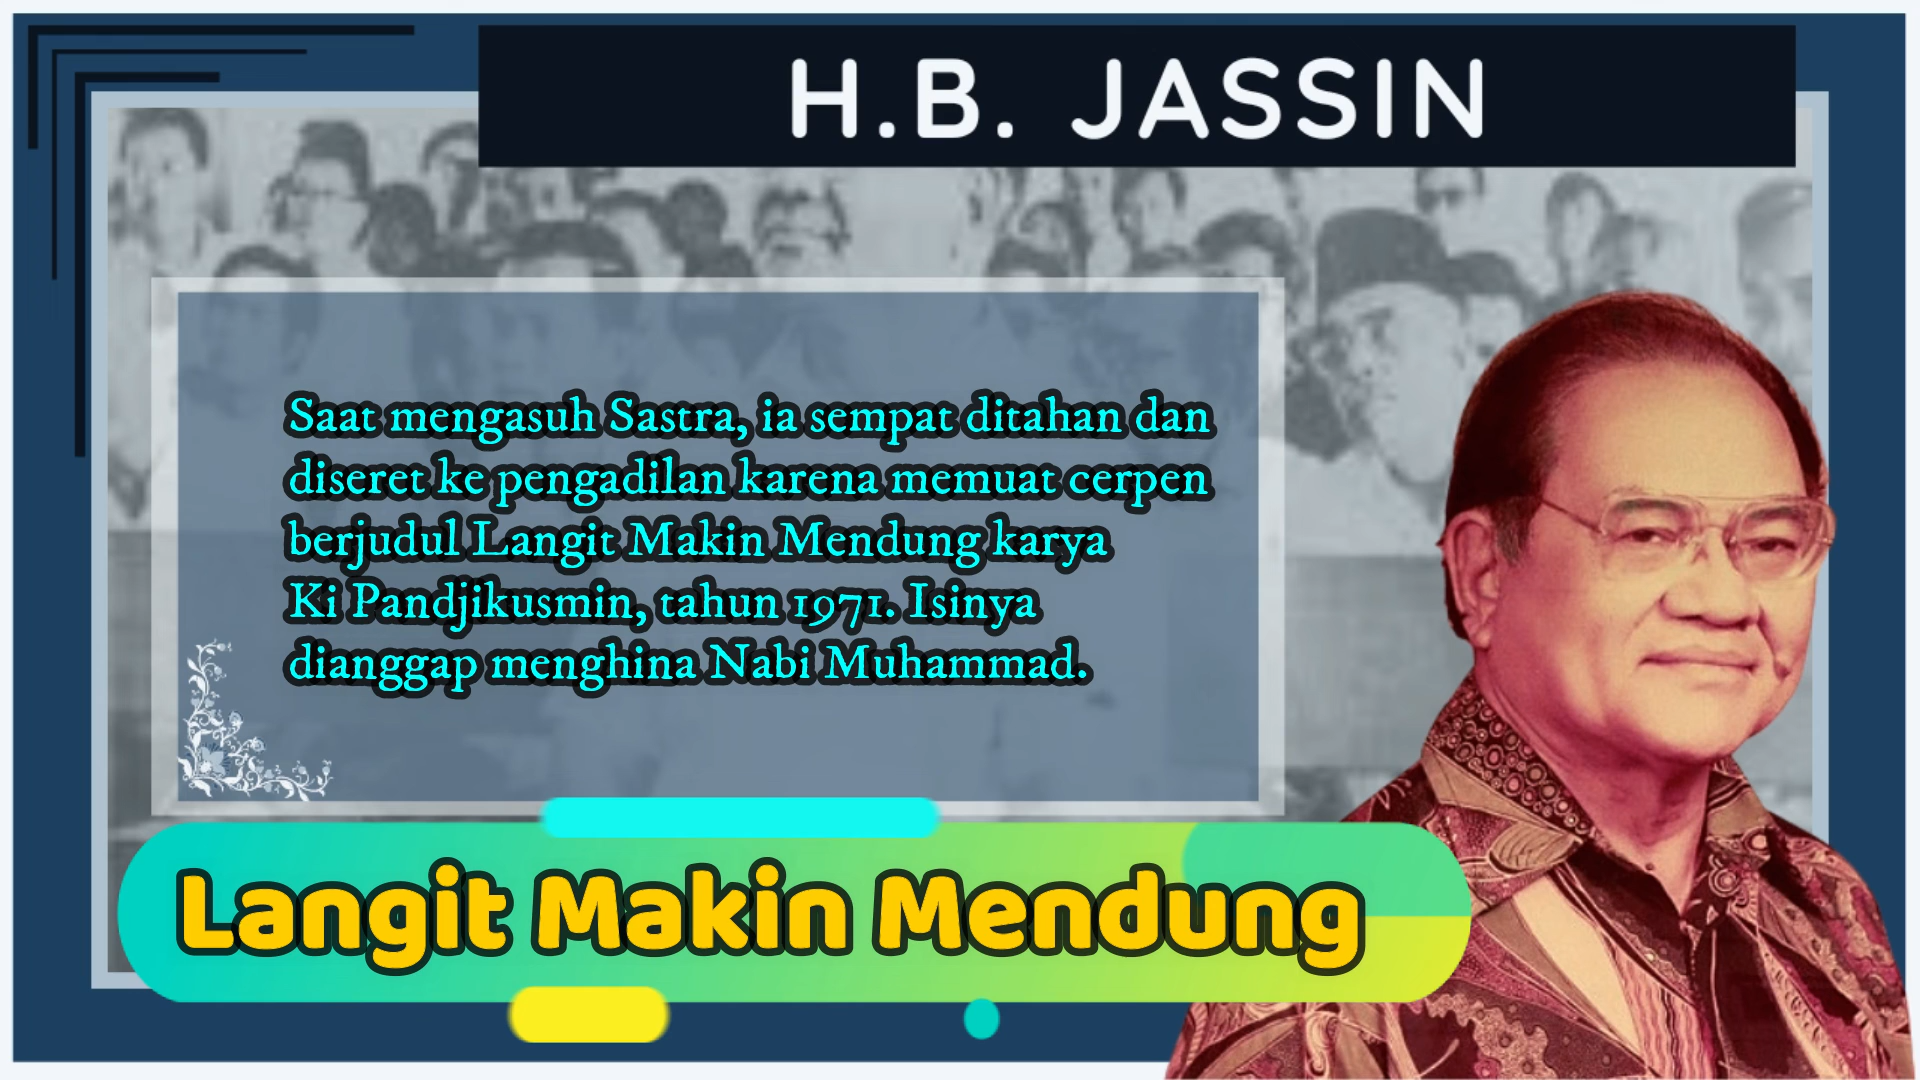 H.B. JASSIN
Saat mengasuh Sastra, ia sempat ditahan dan
diseret ke pengadilan karena memuat cerpen
berjudul Langit Makin Mendung karya
Ki Pandjikusmin, tahun 1971. Isinya
dianggap menghina Nabi Muhammad.
Langit Makin Mendung